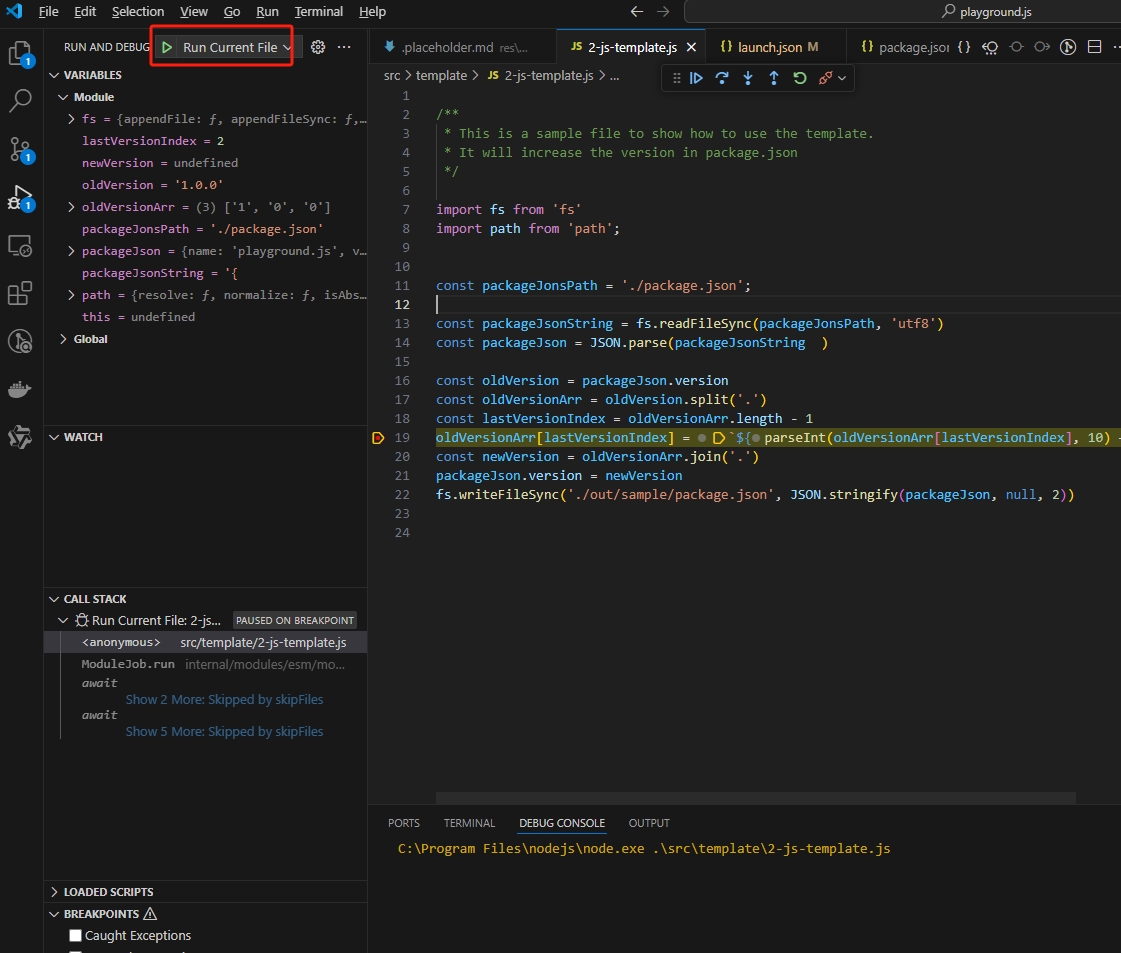 File Edit Selection View Go Run Terminal Help
playground.js
RUN AND DEBUG Run Current File
.placeholder.md res\...
JS 2-js-template.js
{} launch.json M
{} package.json
src > template > JS 2-js-template.js > ...
1
1
1
VARIABLES
Module
fs = {appendFile: ƒ, appendFileSync: ƒ,...
lastVersionIndex = 2
newVersion = undefined
oldVersion = '1.0.0'
oldVersionArr = (3) ['1', '0', '0']
packageJonsPath = './package.json'
packageJson = {name: 'playground.js', v...
packageJsonString = '{
path = {resolve: ƒ, normalize: ƒ, isAbs...
this = undefined
Global
WATCH
CALL STACK
Run Current File: 2-js... PAUSED ON BREAKPOINT
<anonymous> src/template/2-js-template.js
ModuleJob.run internal/modules/esm/mo...
await
Show 2 More: Skipped by skipFiles
await
Show 5 More: Skipped by skipFiles
LOADED SCRIPTS
BREAKPOINTS
Caught Exceptions
1
2 /**
3 * This is a sample file to show how to use the template.
4 * It will increase the version in package.json
5 */
6
7 import fs from 'fs'
8 import path from 'path';
9
10
11 const packageJonsPath = './package.json';
12
13 const packageJsonString = fs.readFileSync(packageJonsPath, 'utf8')
14 const packageJson = JSON.parse(packageJsonString  )
15
16 const oldVersion = packageJson.version
17 const oldVersionArr = oldVersion.split('.')
18 const lastVersionIndex = oldVersionArr.length - 1
19 oldVersionArr[lastVersionIndex] = `${parseInt(oldVersionArr[lastVersionIndex], 10)
20 const newVersion = oldVersionArr.join('.')
21 packageJson.version = newVersion
22 fs.writeFileSync('./out/sample/package.json', JSON.stringify(packageJson, null, 2))
23
24
PORTS TERMINAL DEBUG CONSOLE OUTPUT
C:\Program Files\nodejs\node.exe .\src\template\2-js-template.js